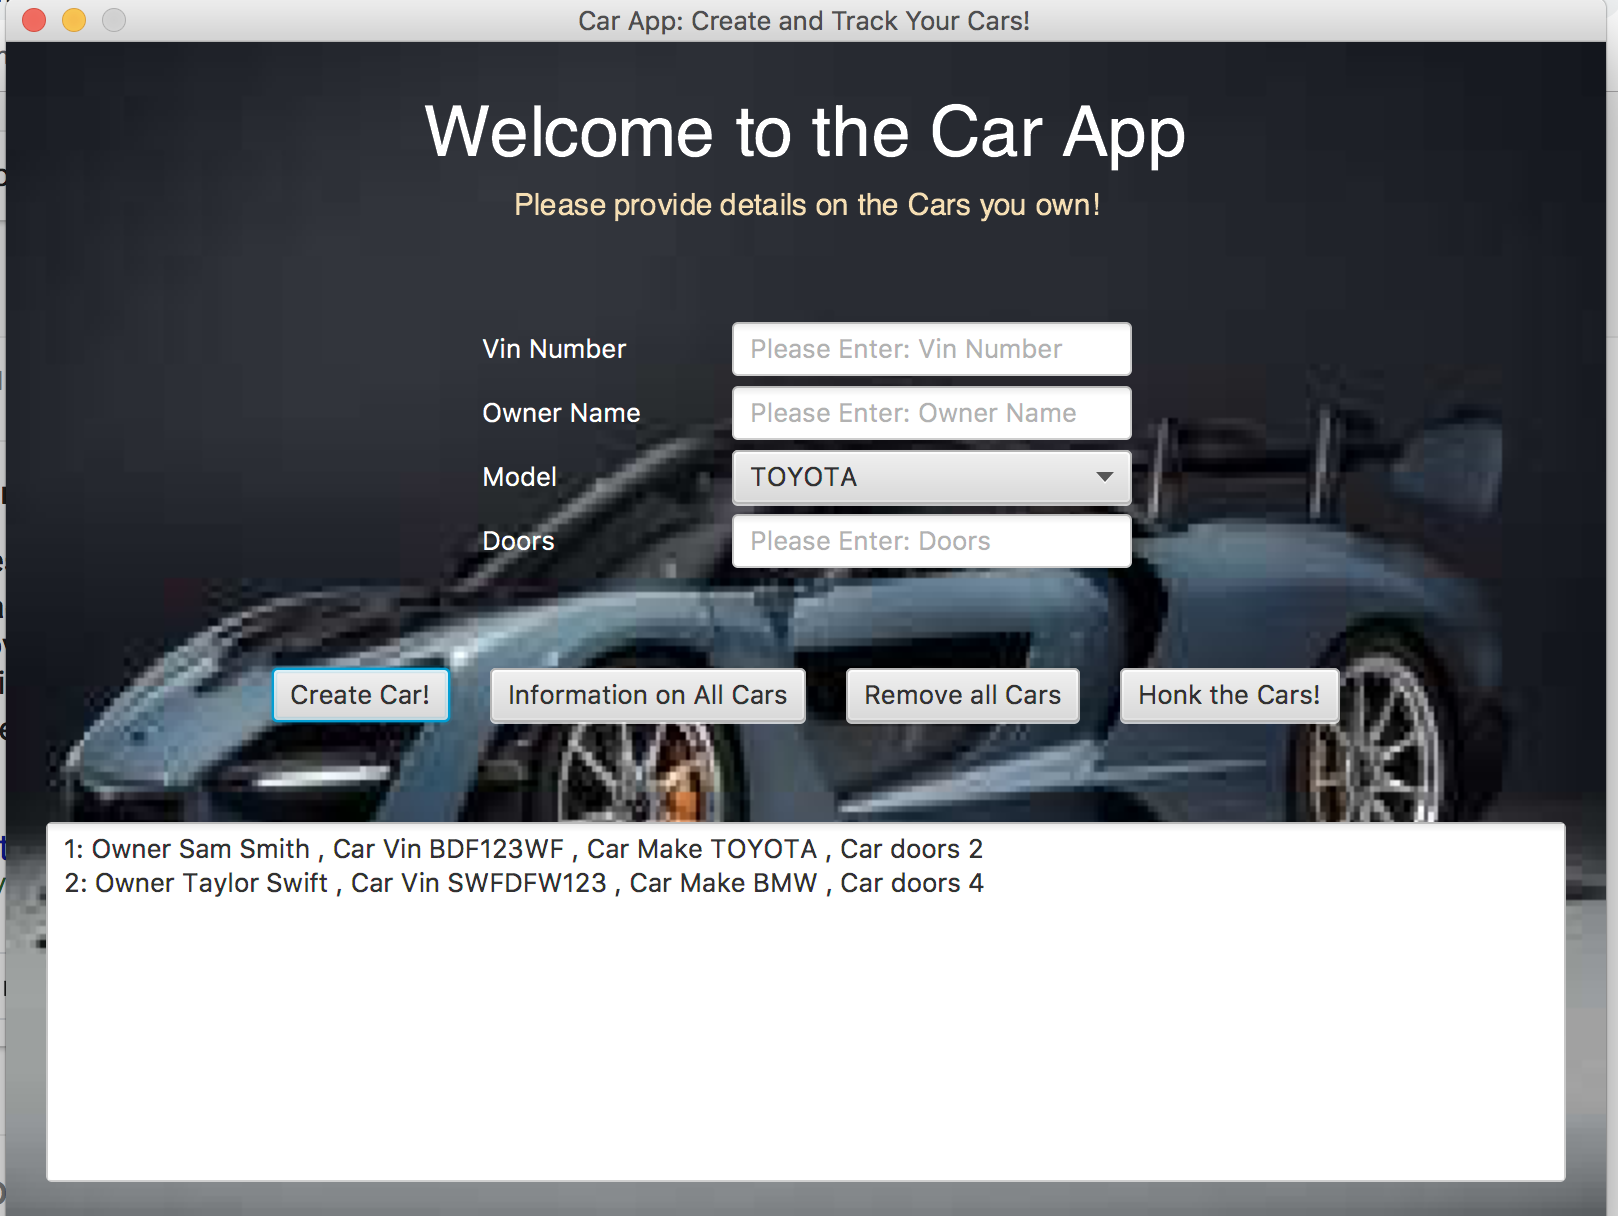 Car App: Create and Track Your Cars!
Welcome to the Car App
Please provide details on the Cars you own!
Vin Number Please Enter: Vin Number
Owner Name Please Enter: Owner Name
Model TOYOTA
Doors Please Enter: Doors
Create Car! Information on All Cars Remove all Cars Honk the Cars!
1: Owner Sam Smith , Car Vin BDF123WF , Car Make TOYOTA , Car doors 2
2: Owner Taylor Swift , Car Vin SWFDFW123 , Car Make BMW , Car doors 4